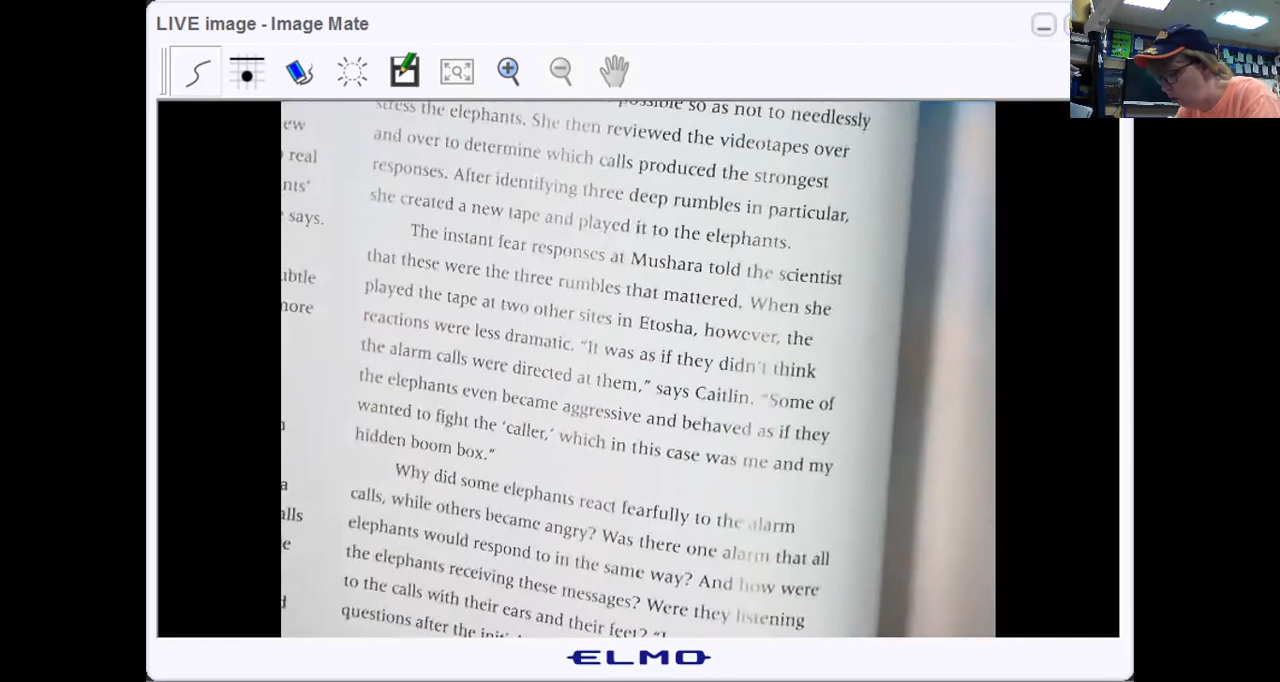 LIVE image - Image Mate
ew
real
nts'
says.
ubtle
more
a
alls
e
possible so as not to needlessly
stress the elephants. She then reviewed the videotapes over
and over to determine which calls produced the strongest
responses. After identifying three deep rumbles in particular,
she created a new tape and played it to the elephants.
The instant fear responses at Mushara told the scientist
that these were the three rumbles that mattered. When she
played the tape at two other sites in Etosha, however, the
reactions were less dramatic. "It was as if they didn't think
the alarm calls were directed at them," says Caitlin. "Some of
the elephants even became aggressive and behaved as if they
wanted to fight the 'caller,' which in this case was me and my
hidden boom box."
Why did some elephants react fearfully to the alarm
calls, while others became angry? Was there one alarm that all
elephants would respond to in the same way? And how were
the elephants receiving these messages? Were they listening
to the calls with their ears and their feet?
questions after the
ELMO